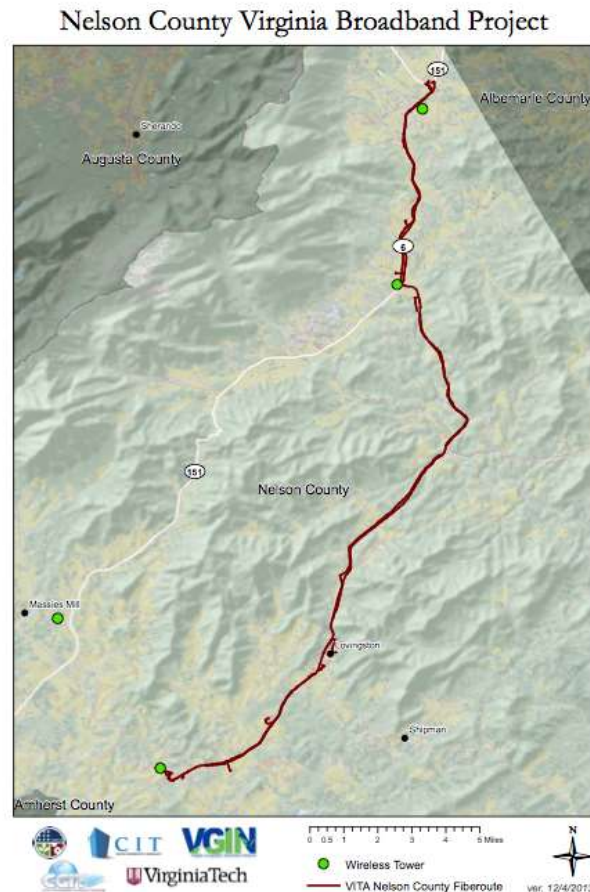 Nelson County Virginia Broadband Project
151
Albemarle County
Sherando
Augusta County
6
151
Nelson County
Massies Mill
Lovingston
Shipman
Amherst County
CIT
VGIN
VirginiaTech
0 0.5 1 2 3 4 5 Miles
Wireless Tower
VITA Nelson County Fiberoute
N